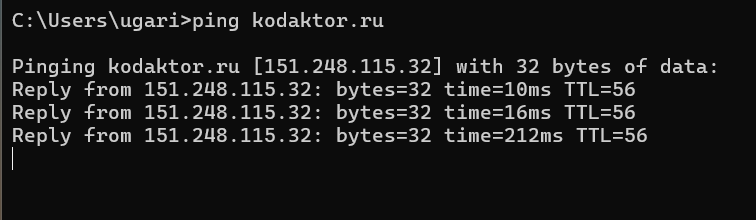 C:\Users\ugari>ping kodaktor.ru
Pinging kodaktor.ru [151.248.115.32] with 32 bytes of data:
Reply from 151.248.115.32: bytes=32 time=10ms TTL=56
Reply from 151.248.115.32: bytes=32 time=16ms TTL=56
Reply from 151.248.115.32: bytes=32 time=212ms TTL=56